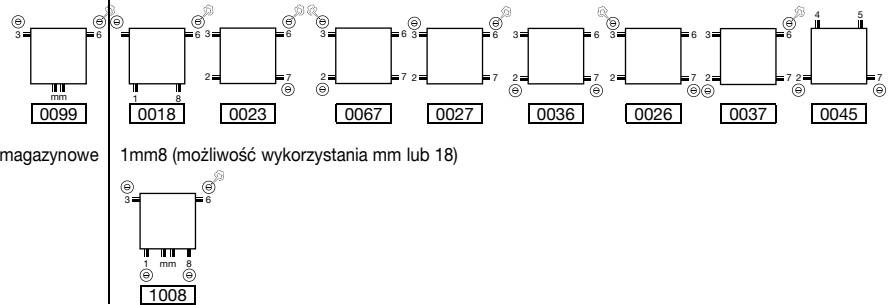 4 5
3 6 3 6 3 6 3 6 3 6 3 6 3 6 3 6
2 7 2 7 2 7 2 7 2 7 2 7 2 7
mm 1 8
0099 0018 0023 0067 0027 0036 0026 0037 0045
magazynowe 1mm8 (możliwość wykorzystania mm lub 18)
3 6
1 mm 8
1008